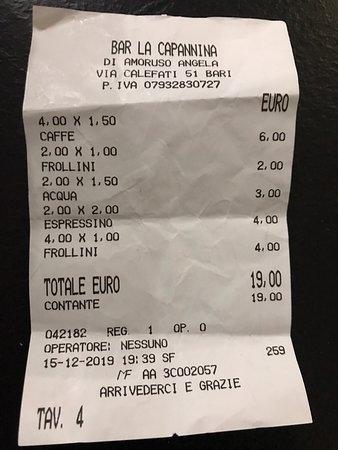 BAR LA CAPANNINA
DI AMORUSO ANGELA
VIA CALEFATI 51 BARI
P. IVA 07932830727
EURO
4,00 X 1,50
CAFFE 6,00
2,00 X 1,00
FROLLINI 2,00
2,00 X 1,50
ACQUA 3,00
2,00 X 2,00
ESPRESSINO 4,00
4,00 X 1,00
FROLLINI 4,00
TOTALE EURO 19,00
CONTANTE 19,00
042182 REG. 1 OP. 0
OPERATORE: NESSUNO 259
15-12-2019 19:39 SF
MF AA 3C002057
ARRIVEDERCI E GRAZIE
TAV. 4